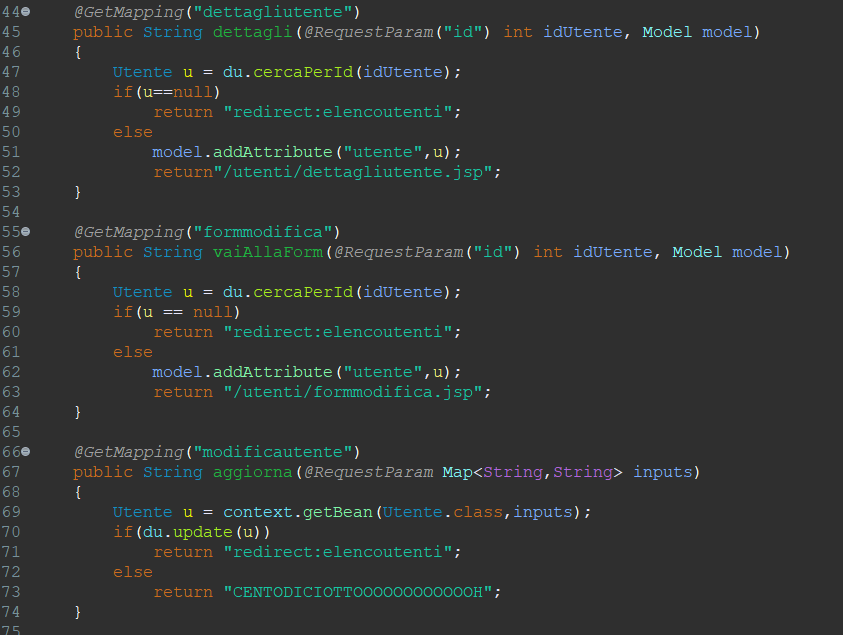 44 @GetMapping("dettagliutente")
45 public String dettagli(@RequestParam("id") int idUtente, Model model)
46 {
47 Utente u = du.cercaPerId(idUtente);
48 if(u==null)
49 return "redirect:elencoutenti";
50 else
51 model.addAttribute("utente",u);
52 return"/utenti/dettagliutente.jsp";
53 }
54
55 @GetMapping("formmodifica")
56 public String vaiAllaForm(@RequestParam("id") int idUtente, Model model)
57 {
58 Utente u = du.cercaPerId(idUtente);
59 if(u == null)
60 return "redirect:elencoutenti";
61 else
62 model.addAttribute("utente",u);
63 return "/utenti/formmodifica.jsp";
64 }
65
66 @GetMapping("modificautente")
67 public String aggiorna(@RequestParam Map<String,String> inputs)
68 {
69 Utente u = context.getBean(Utente.class,inputs);
70 if(du.update(u))
71 return "redirect:elencoutenti";
72 else
73 return "CENTODICIOTTOOOOOOOOOOOOOH";
74 }
75